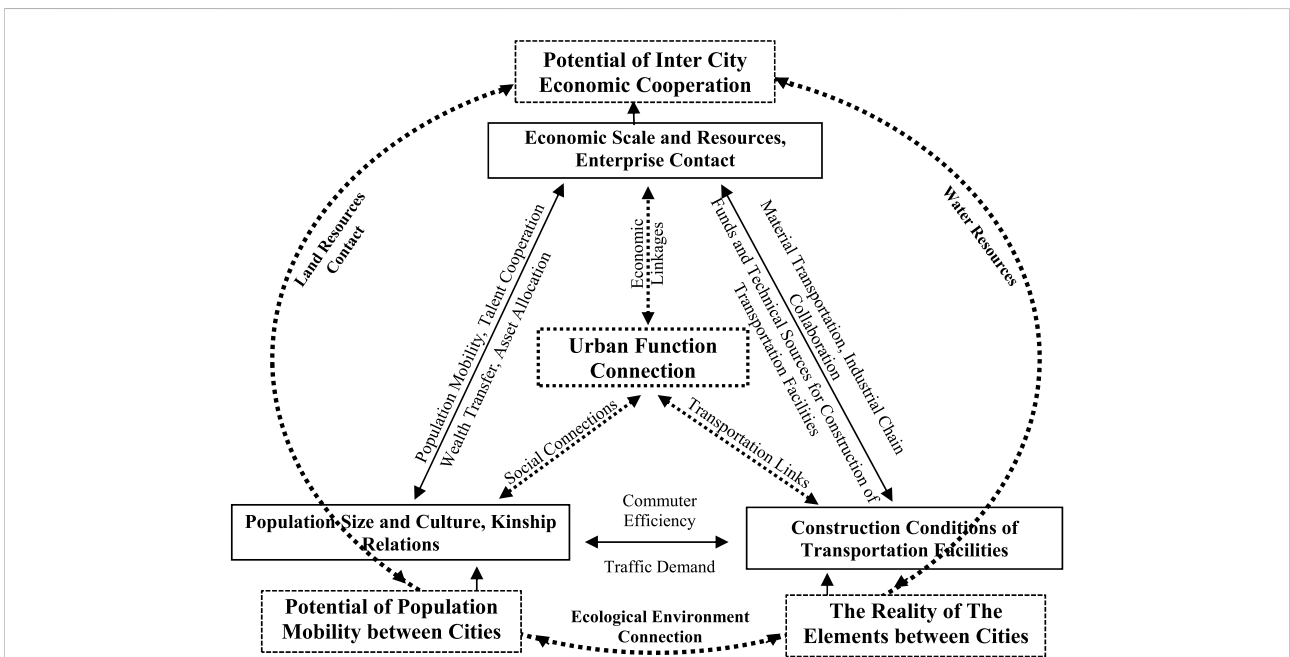 Potential of Inter City
Economic Cooperation
Economic Scale and Resources,
Enterprise Contact
Land Resources
Contact
Water Resources
Population Mobility, Talent Cooperation
Wealth Transfer, Asset Allocation
Economic
Linkages
Material Transportation, Industrial Chain
Collaboration
Funds and Technical Sources for Construction of
Transportation Facilities
Urban Function
Connection
Social Connections
Transportation Links
Population Size and Culture, Kinship
Relations
Commuter
Efficiency
Traffic Demand
Construction Conditions of
Transportation Facilities
Potential of Population
Mobility between Cities
Ecological Environment
Connection
The Reality of The
Elements between Cities